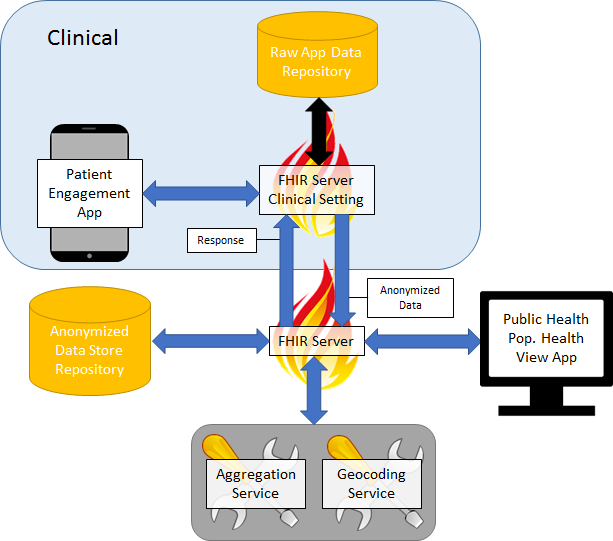 Clinical
Raw App Data
Repository
Patient
Engagement
App
FHIR Server
Clinical Setting
Response
Anonymized
Data
Anonymized
Data Store
Repository
FHIR Server
Public Health
Pop. Health
View App
Aggregation
Service
Geocoding
Service